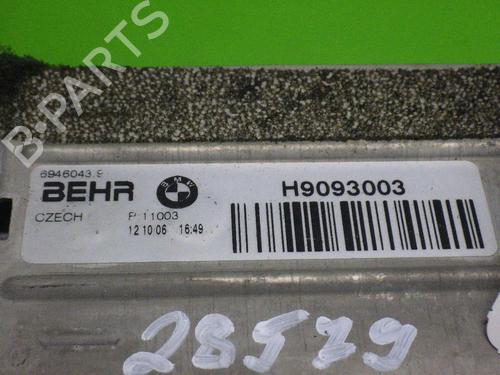 B-PARTS
6946043.9
BEHR BMW H9093003
CZECH P 11003
12 10 06 16:49
28579